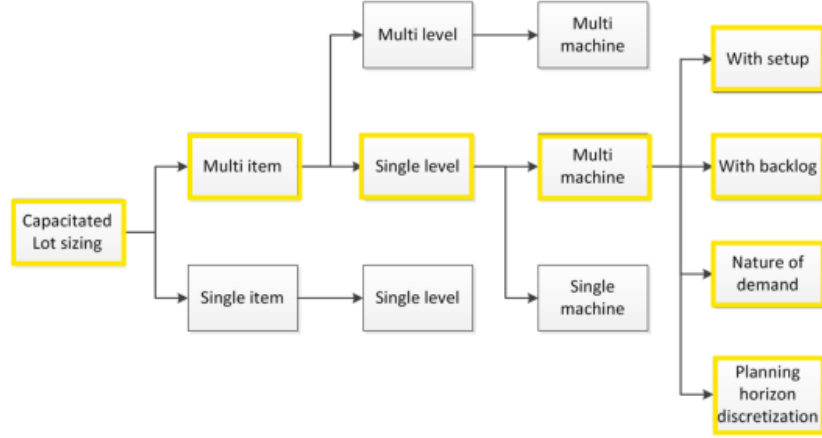 Multi level
Multi
machine
With setup
Multi item
Single level
Multi
machine
With backlog
Capacitated
Lot sizing
Nature of
demand
Single item
Single level
Single
machine
Planning
horizon
discretization